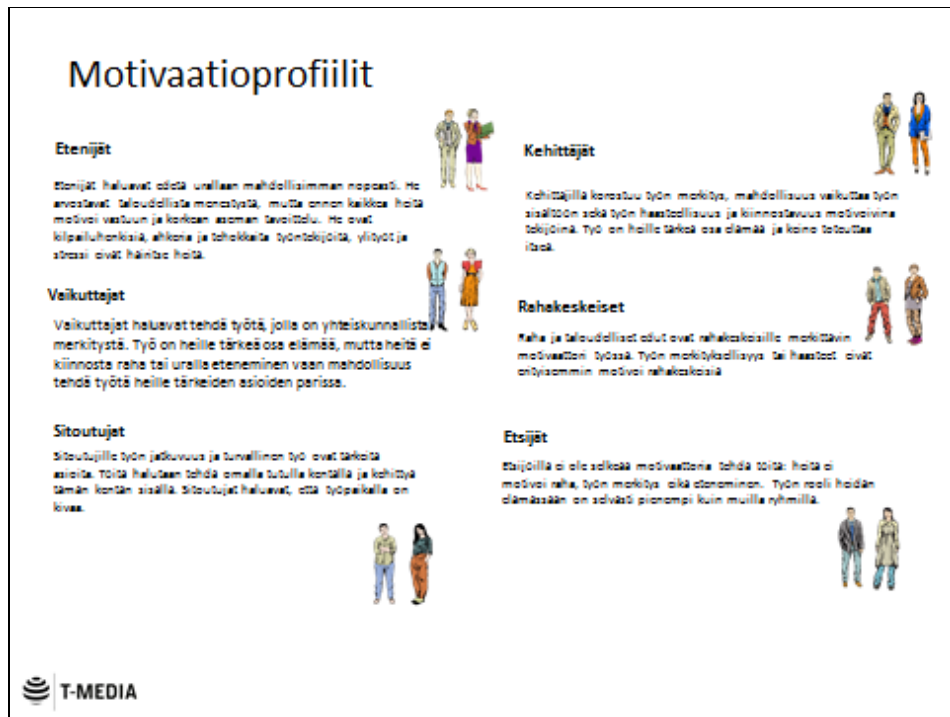 Motivaatioprofiilit
Etenijät
Etenijät haluavat edetä urallaan mahdollisimman nopeasti. He
arvostavat taloudellista menestystä, mutta ennen kaikkea heitä
motivoi vastuun ja korkean aseman tavoittelu. He ovat
kilpailuhenkisiä, ahkeria ja tehokkaita työntekijöitä, ylityöt ja
stressi eivät häiritse heitä.
Vaikuttajat
Vaikuttajat haluavat tehdä työtä, jolla on yhteiskunnallista
merkitystä. Työ on heille tärkeä osa elämää, mutta heitä ei
kiinnosta raha tai uralla eteneminen vaan mahdollisuus
tehdä työtä heille tärkeiden asioiden parissa.
Sitoutujat
Sitoutujille työn jatkuvuus ja turvallinen työ ovat tärkeitä
asioita. Töitä halutaan tehdä omalla tutulla kentällä ja kehittyä
tämän kentän sisällä. Sitoutujat haluavat, että työpaikalla on
kivaa.
Kehittäjät
Kehittäjillä korostuu työn merkitys, mahdollisuus vaikuttaa työn
sisältöön sekä työn haasteellisuus ja kiinnostavuus motivoivina
tekijöinä. Työ on heille tärkeä osa elämää ja keino toteuttaa
itseä.
Rahakeskeiset
Raha ja taloudelliset edut ovat rahakeskeisille merkittävin
motivaattori työssä. Työn merkityksellisyys tai haasteet eivät
erityisemmin motivoi rahakeskeisiä
Etsijät
Etsijöillä ei ole selkeää motivaattoria tehdä töitä: heitä ei
motivoi raha, työn merkitys eikä eteneminen. Työn rooli heidän
elämässään on selvästi pienempi kuin muilla ryhmillä.
T-MEDIA